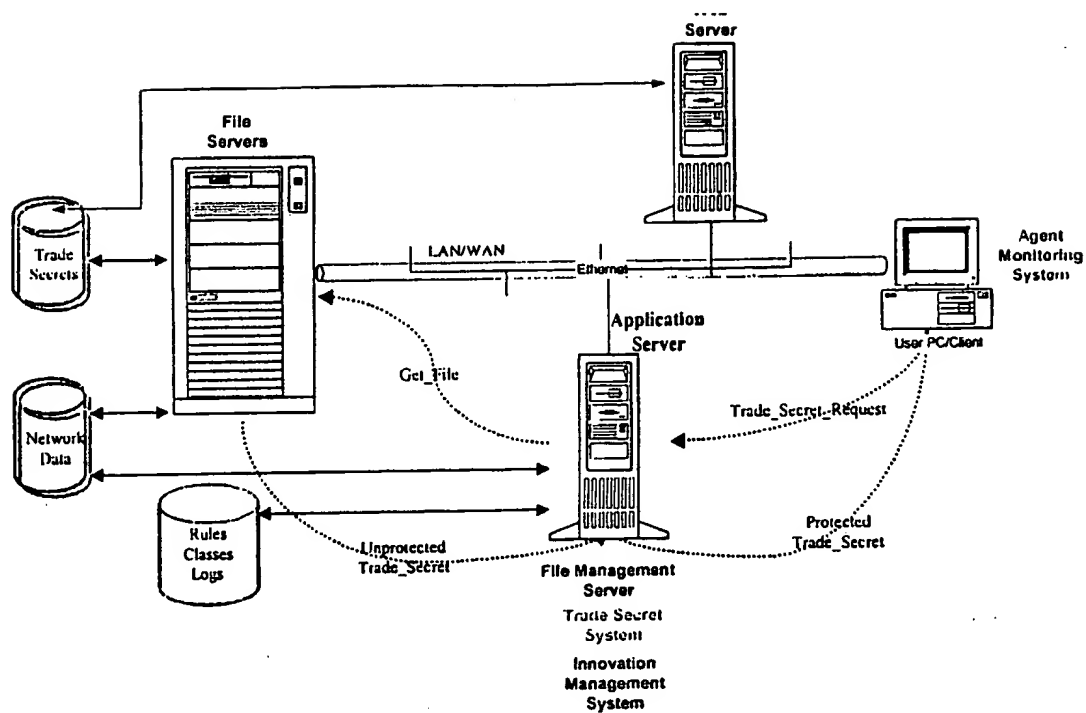 Server
File
Servers
Trade
Secrets
LAN/WAN
Ethernet
Agent
Monitoring
System
User PC/Client
Application
Server
Get_File
Trade_Secret_Request
Network
Data
Rules
Classes
Logs
Unprotected
Trade_Secret
Protected
Trade_Secret
File Management
Server
Trade Secret
System
Innovation
Management
System